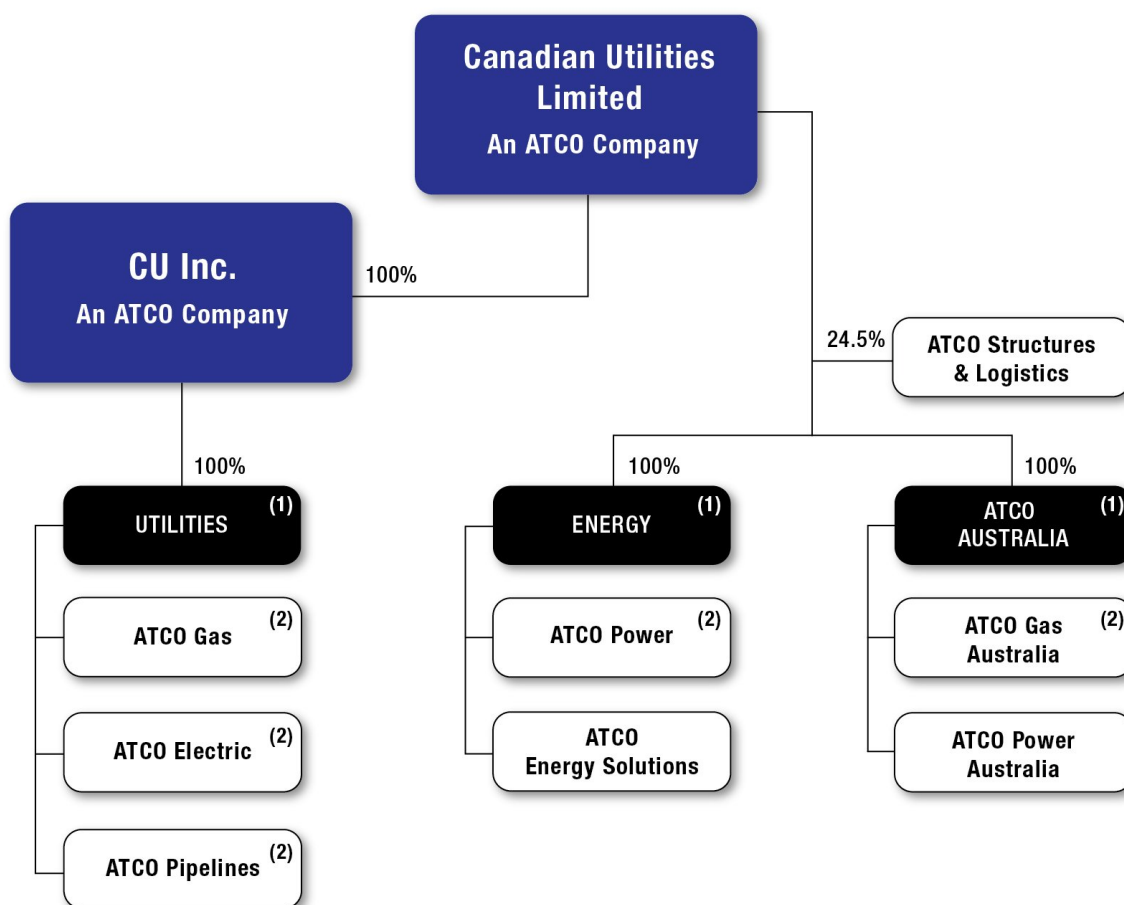 Canadian Utilities
Limited
An ATCO Company
CU Inc.
An ATCO Company
100%
24.5%
ATCO Structures
& Logistics
100%
100%
100%
UTILITIES
(1)
ENERGY
(1)
ATCO
AUSTRALIA
(1)
ATCO Gas
(2)
ATCO Power
(2)
ATCO Gas
Australia
(2)
ATCO Electric
(2)
ATCO
Energy Solutions
ATCO Power
Australia
ATCO Pipelines
(2)